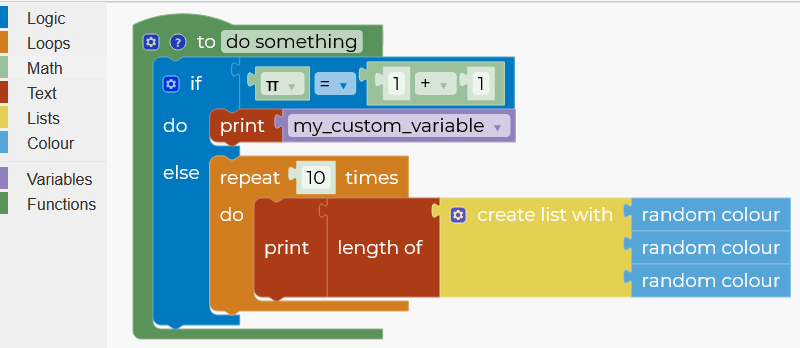 Logic
Loops
Math
Text
Lists
Colour
Variables
Functions
? to do something
if π = 1 + 1
do print my_custom_variable
else repeat 10 times
do print length of create list with random colour
random colour
random colour